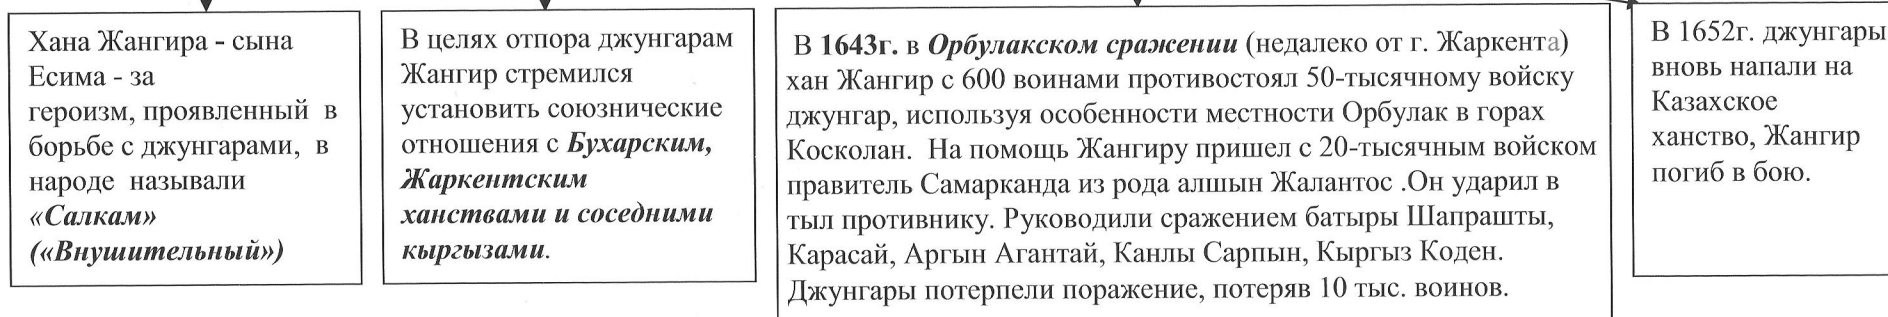 Хана Жангира - сына
Есима - за
героизм, проявленный в
борьбе с джунгарами, в
народе называли
«Салкам»
(«Внушительный»)
В целях отпора джунгарам
Жангир стремился
установить союзнические
отношения с Бухарским,
Жаркентским
ханствами и соседними
кыргызами.
В 1643г. в Орбулакском сражении (недалеко от г. Жаркента)
хан Жангир с 600 воинами противостоял 50-тысячному войску
джунгар, используя особенности местности Орбулак в горах
Косколан. На помощь Жангиру пришел с 20-тысячным войском
правитель Самарканда из рода алшын Жалантос .Он ударил в
тыл противнику. Руководили сражением батыры Шапрашты,
Карасай, Аргын Агантай, Канлы Сарпын, Кыргыз Коден.
Джунгары потерпели поражение, потеряв 10 тыс. воинов.
В 1652г. джунгары
вновь напали на
Казахское
ханство, Жангир
погиб в бою.